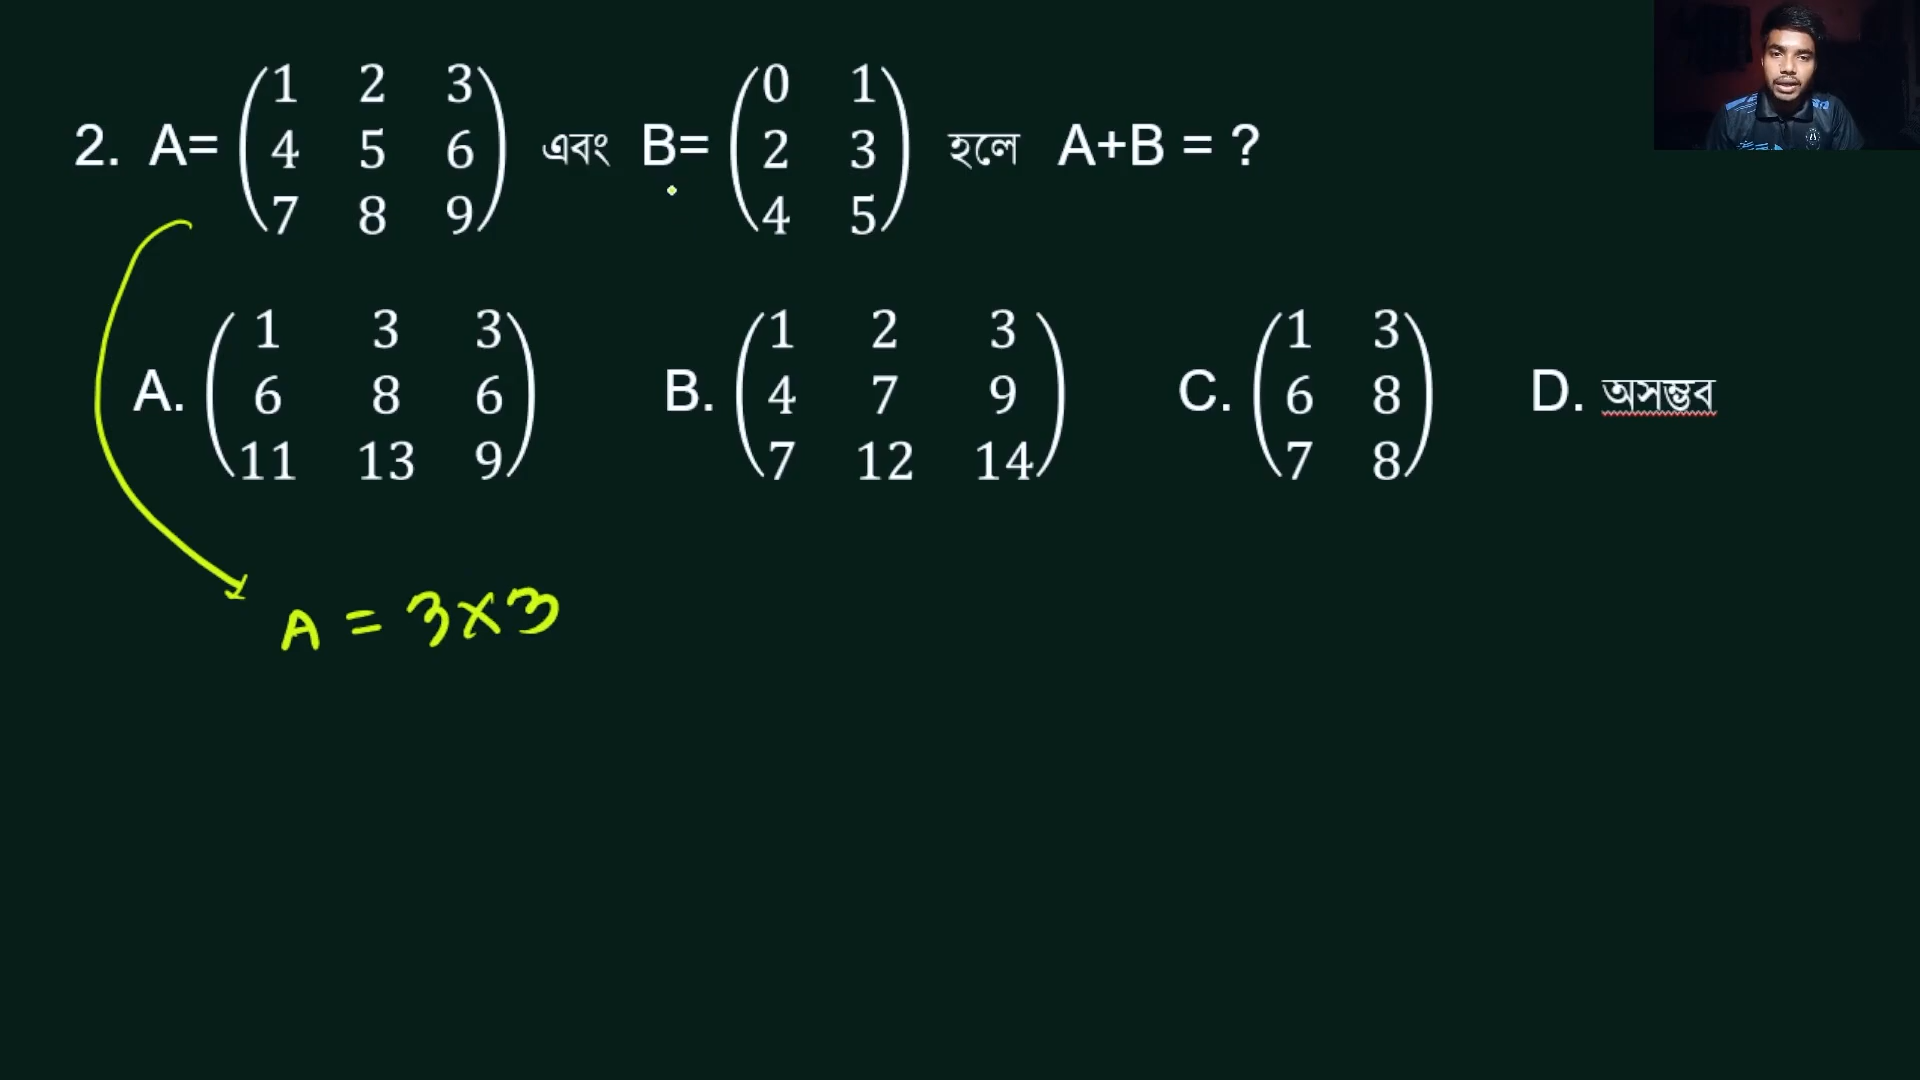 2. A= (1 2 3 4 5 6 7 8 9) এবং B= (0 1 2 3 4 5) হলে A+B = ?
A. (1 3 3 6 8 6 11 13 9) B. (1 2 3 4 7 9 7 12 14) C. (1 3 6 8 7 8) D. অসম্ভব
A = 3×3